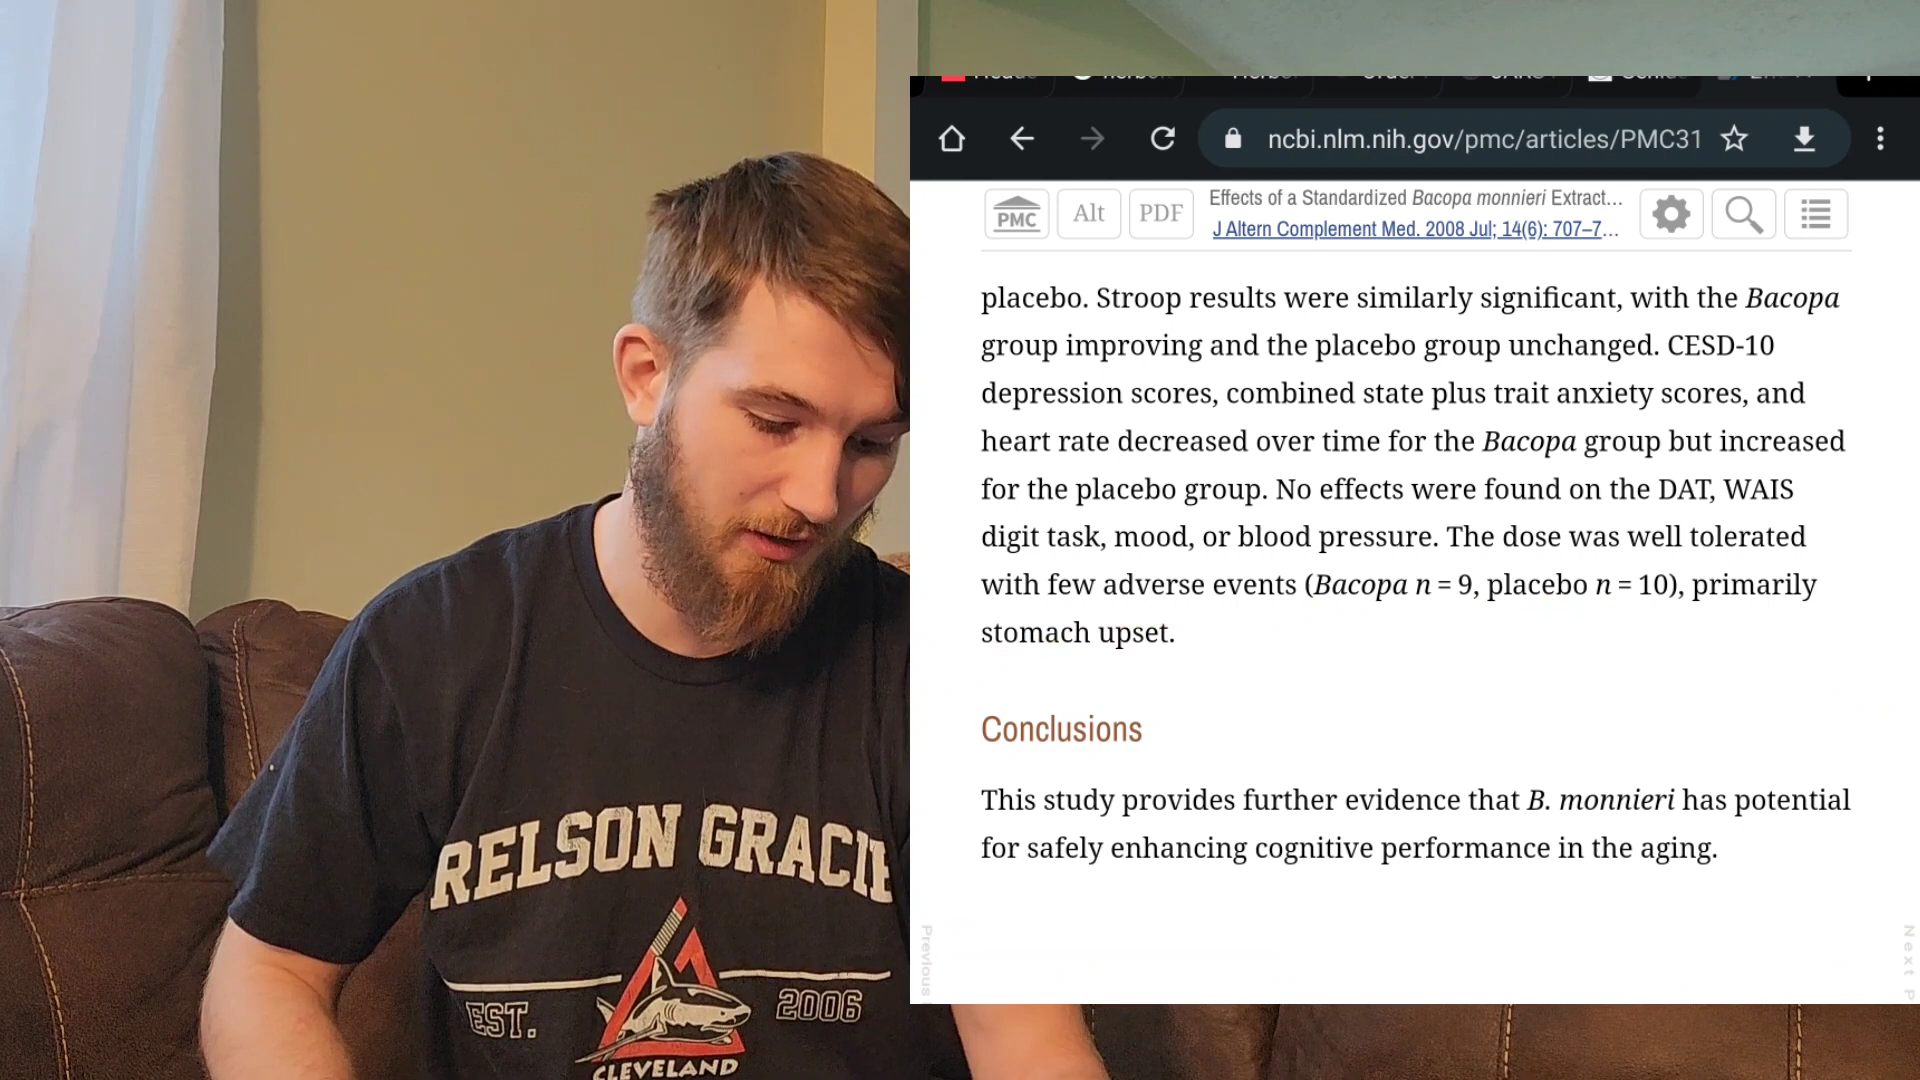 RELSON GRACIE
EST.
2006
CLEVELAND
ncbi.nlm.nih.gov/pmc/articles/PMC31
PMC
Alt
PDF
Effects of a Standardized Bacopa monnieri Extract...
J Altern Complement Med. 2008 Jul; 14(6): 707–7...
placebo. Stroop results were similarly significant, with the Bacopa
group improving and the placebo group unchanged. CESD-10
depression scores, combined state plus trait anxiety scores, and
heart rate decreased over time for the Bacopa group but increased
for the placebo group. No effects were found on the DAT, WAIS
digit task, mood, or blood pressure. The dose was well tolerated
with few adverse events (Bacopa n = 9, placebo n = 10), primarily
stomach upset.
Conclusions
This study provides further evidence that B. monnieri has potential
for safely enhancing cognitive performance in the aging.
Previous
Next P